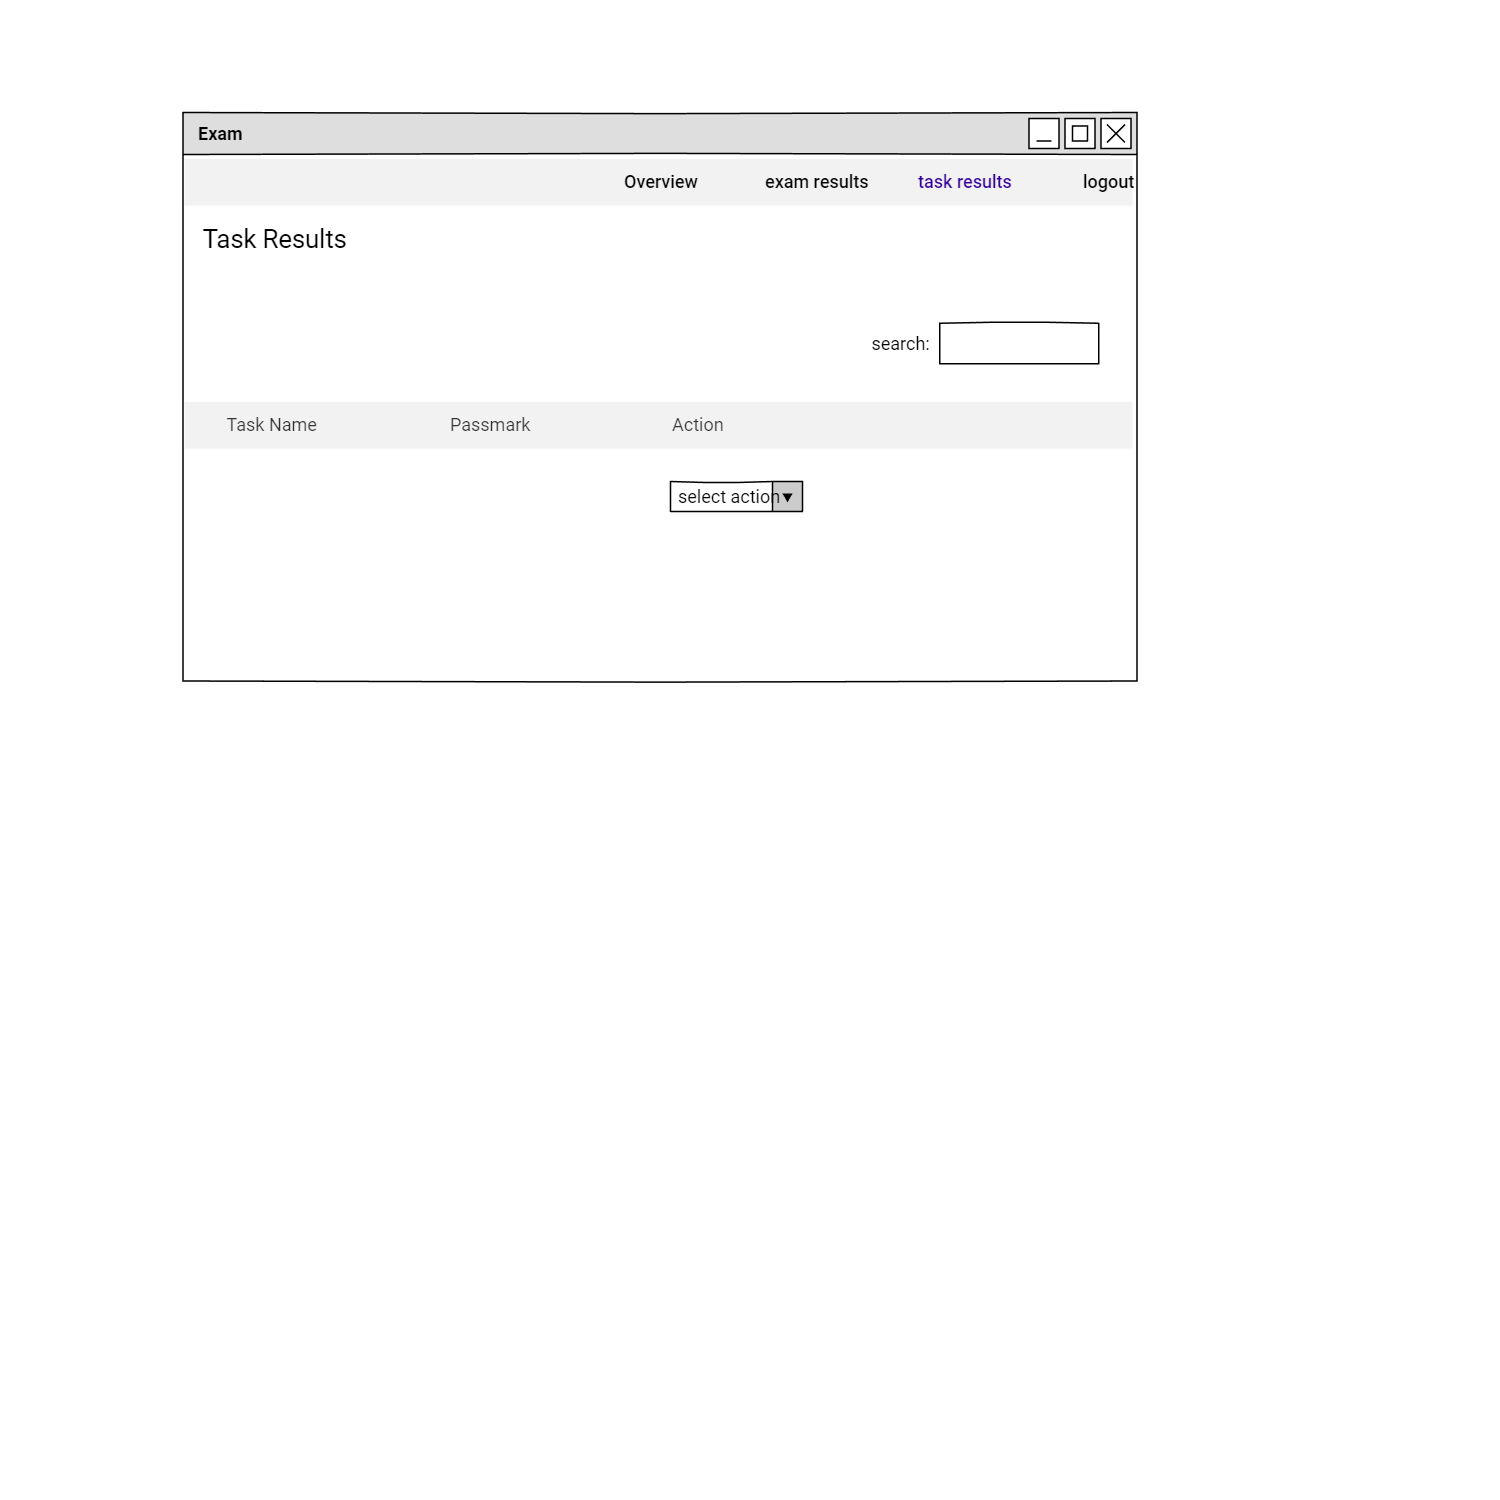 Exam
Overview exam results task results logout
Task Results
search:
Task Name Passmark Action
select action